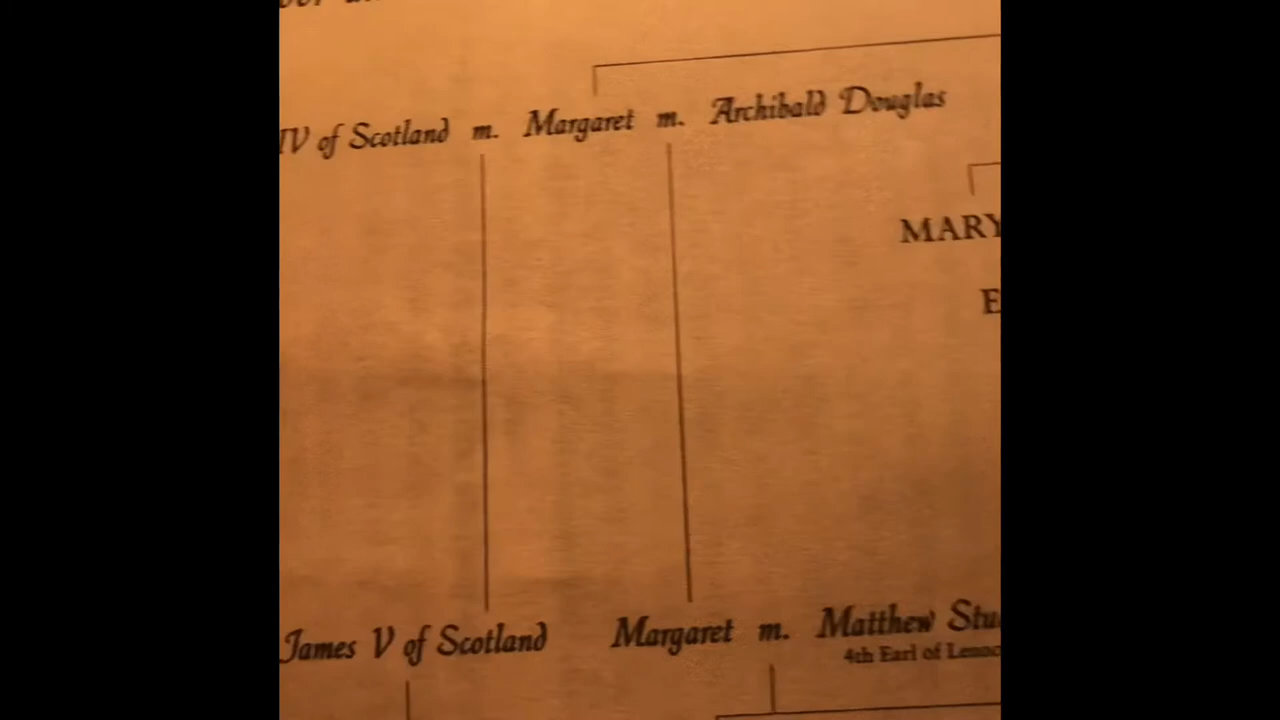 IV of Scotland m. Margaret m. Archibald Douglas
MARY
E
James V of Scotland Margaret m. Matthew Stu
4th Earl of Lenno